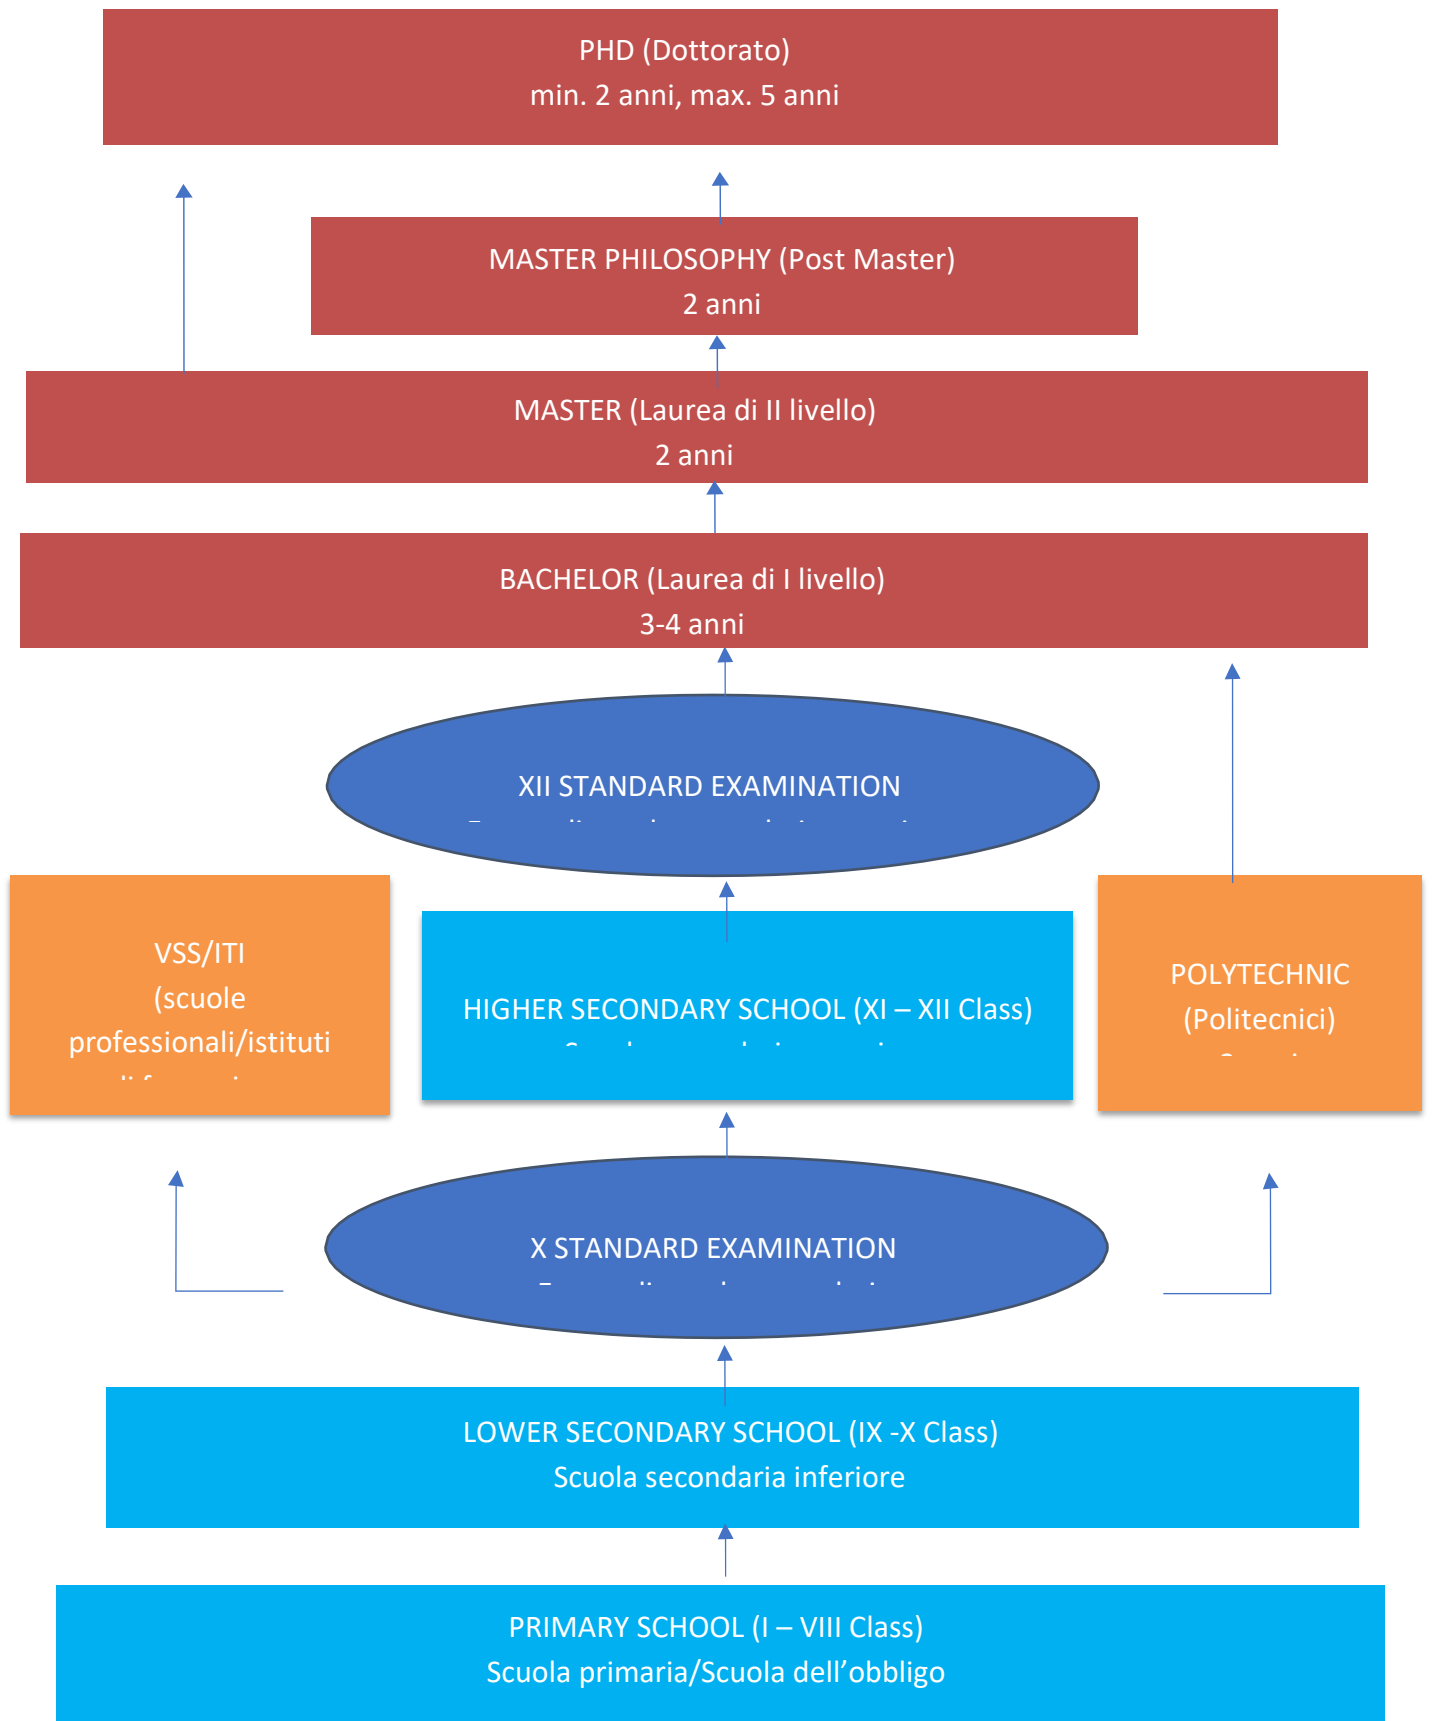 PHD (Dottorato)
min. 2 anni, max. 5 anni
MASTER PHILOSOPHY (Post Master)
2 anni
MASTER (Laurea di II livello)
2 anni
BACHELOR (Laurea di I livello)
3-4 anni
XII STANDARD EXAMINATION
VSS/ITI
(scuole
professionali/istituti
HIGHER SECONDARY SCHOOL (XI – XII Class)
POLYTECHNIC
(Politecnici)
X STANDARD EXAMINATION
LOWER SECONDARY SCHOOL (IX -X Class)
Scuola secondaria inferiore
PRIMARY SCHOOL (I – VIII Class)
Scuola primaria/Scuola dell’obbligo